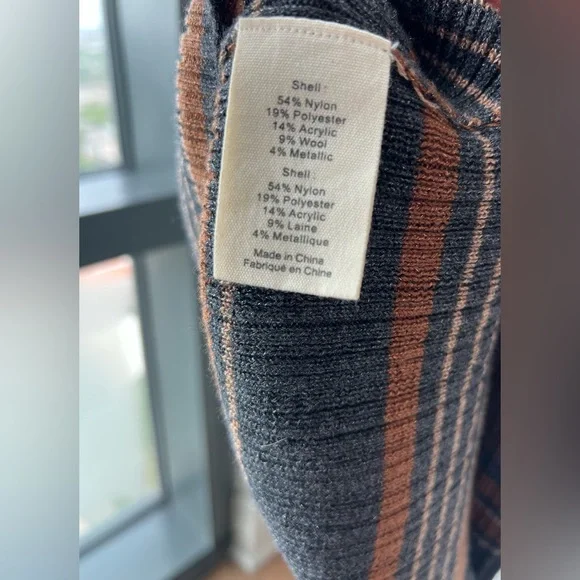 Shell :
54% Nylon
19% Polyester
14% Acrylic
9% Wool
4% Metallic
Shell :
54% Nylon
19% Polyester
14% Acrylic
9% Laine
4% Metallique
Made in China
Fabriqué en China